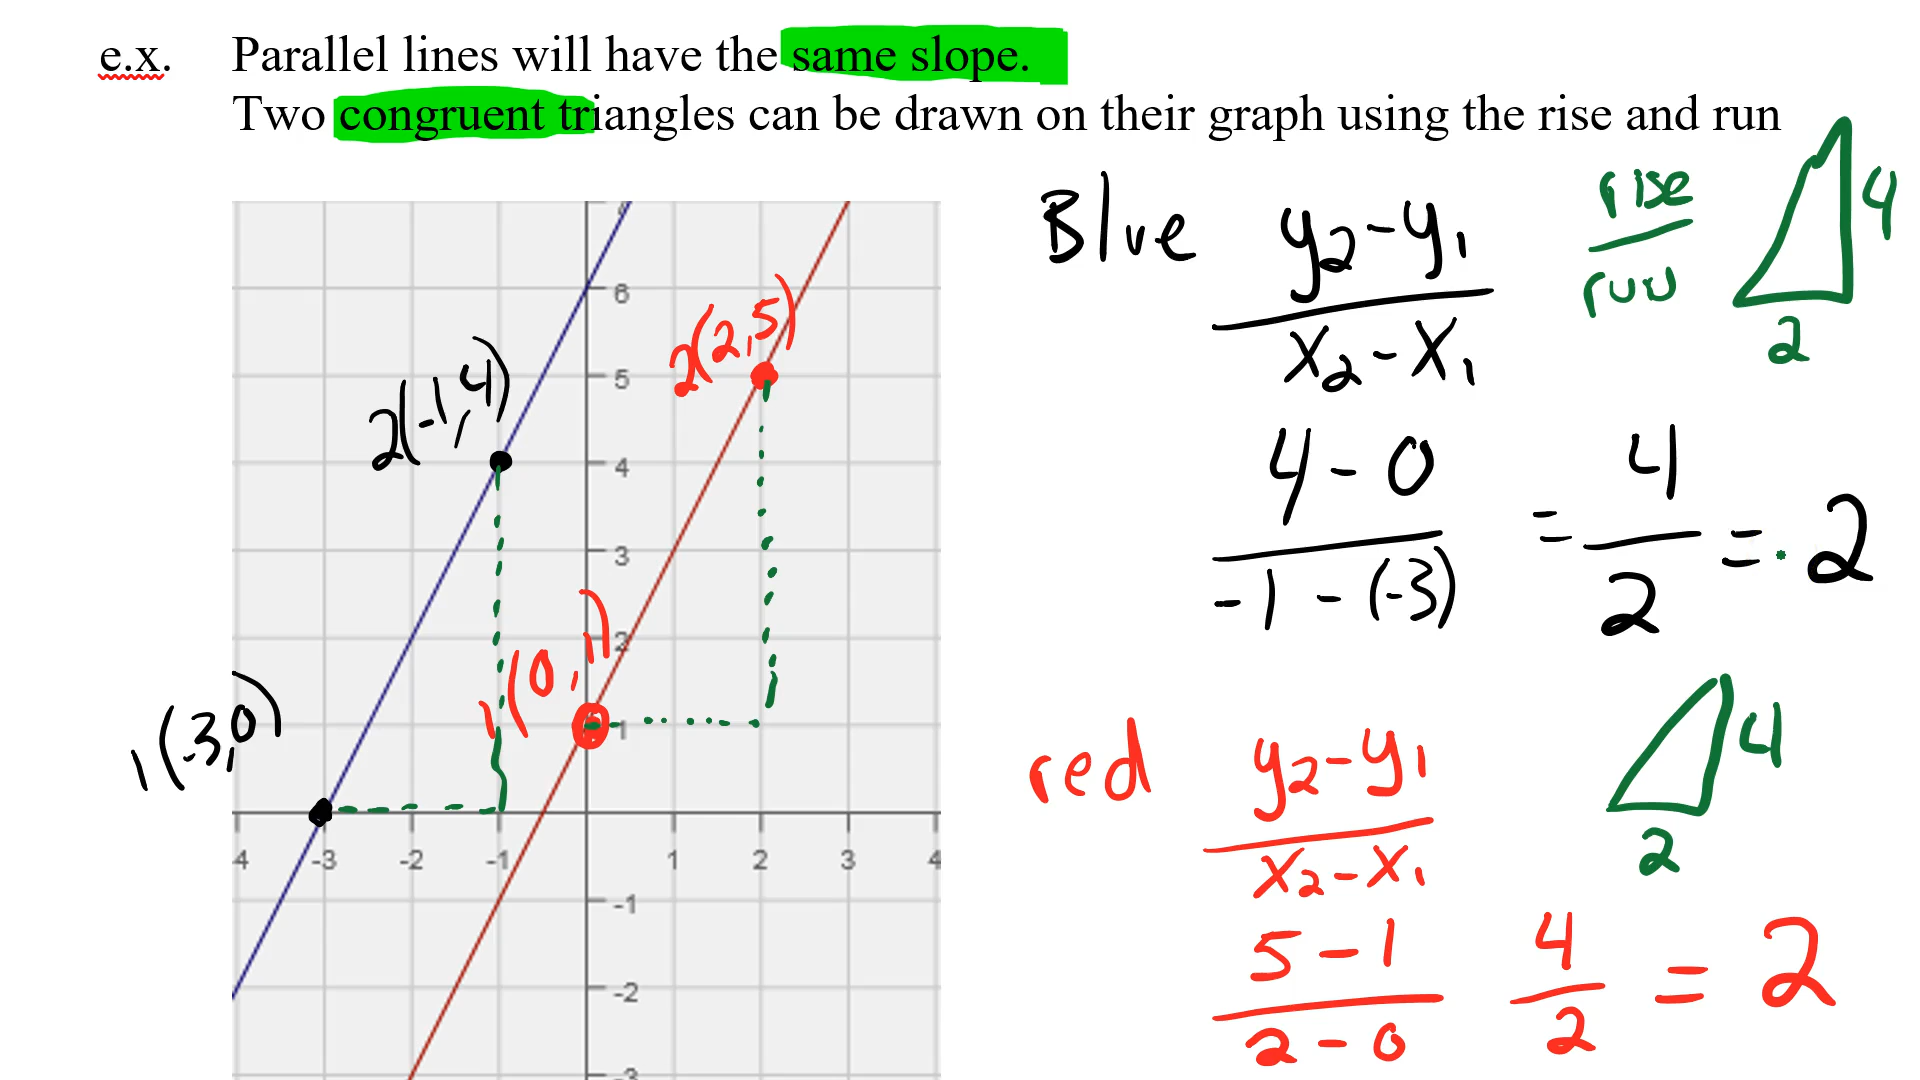 e.x. Parallel lines will have the same slope.
Two congruent triangles can be drawn on their graph using the rise and run
Blue
y₂-y₁
x₂-x₁
rise
run
4
2
4-0
-1-(-3)
=
4
2
= 2
red
y₂-y₁
x₂-x₁
4
2
5-1
2-0
4
2
= 2
6
2(2,5)
5
2(-1,4)
4
3
2
1(0,1)
1
1(-3,0)
4 -3 -2 -1 1 2 3 4
-1
-2
-3